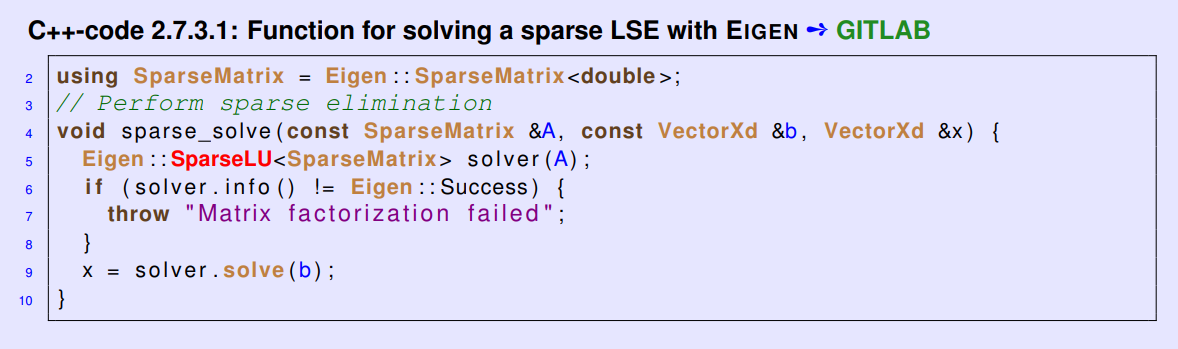 C++-code 2.7.3.1: Function for solving a sparse LSE with EIGEN ➺ GITLAB
2 using SparseMatrix = Eigen::SparseMatrix<double>;
3 // Perform sparse elimination
4 void sparse_solve(const SparseMatrix &A, const VectorXd &b, VectorXd &x) {
5   Eigen::SparseLU<SparseMatrix> solver(A);
6   if (solver.info() != Eigen::Success) {
7     throw "Matrix factorization failed";
8   }
9   x = solver.solve(b);
10 }